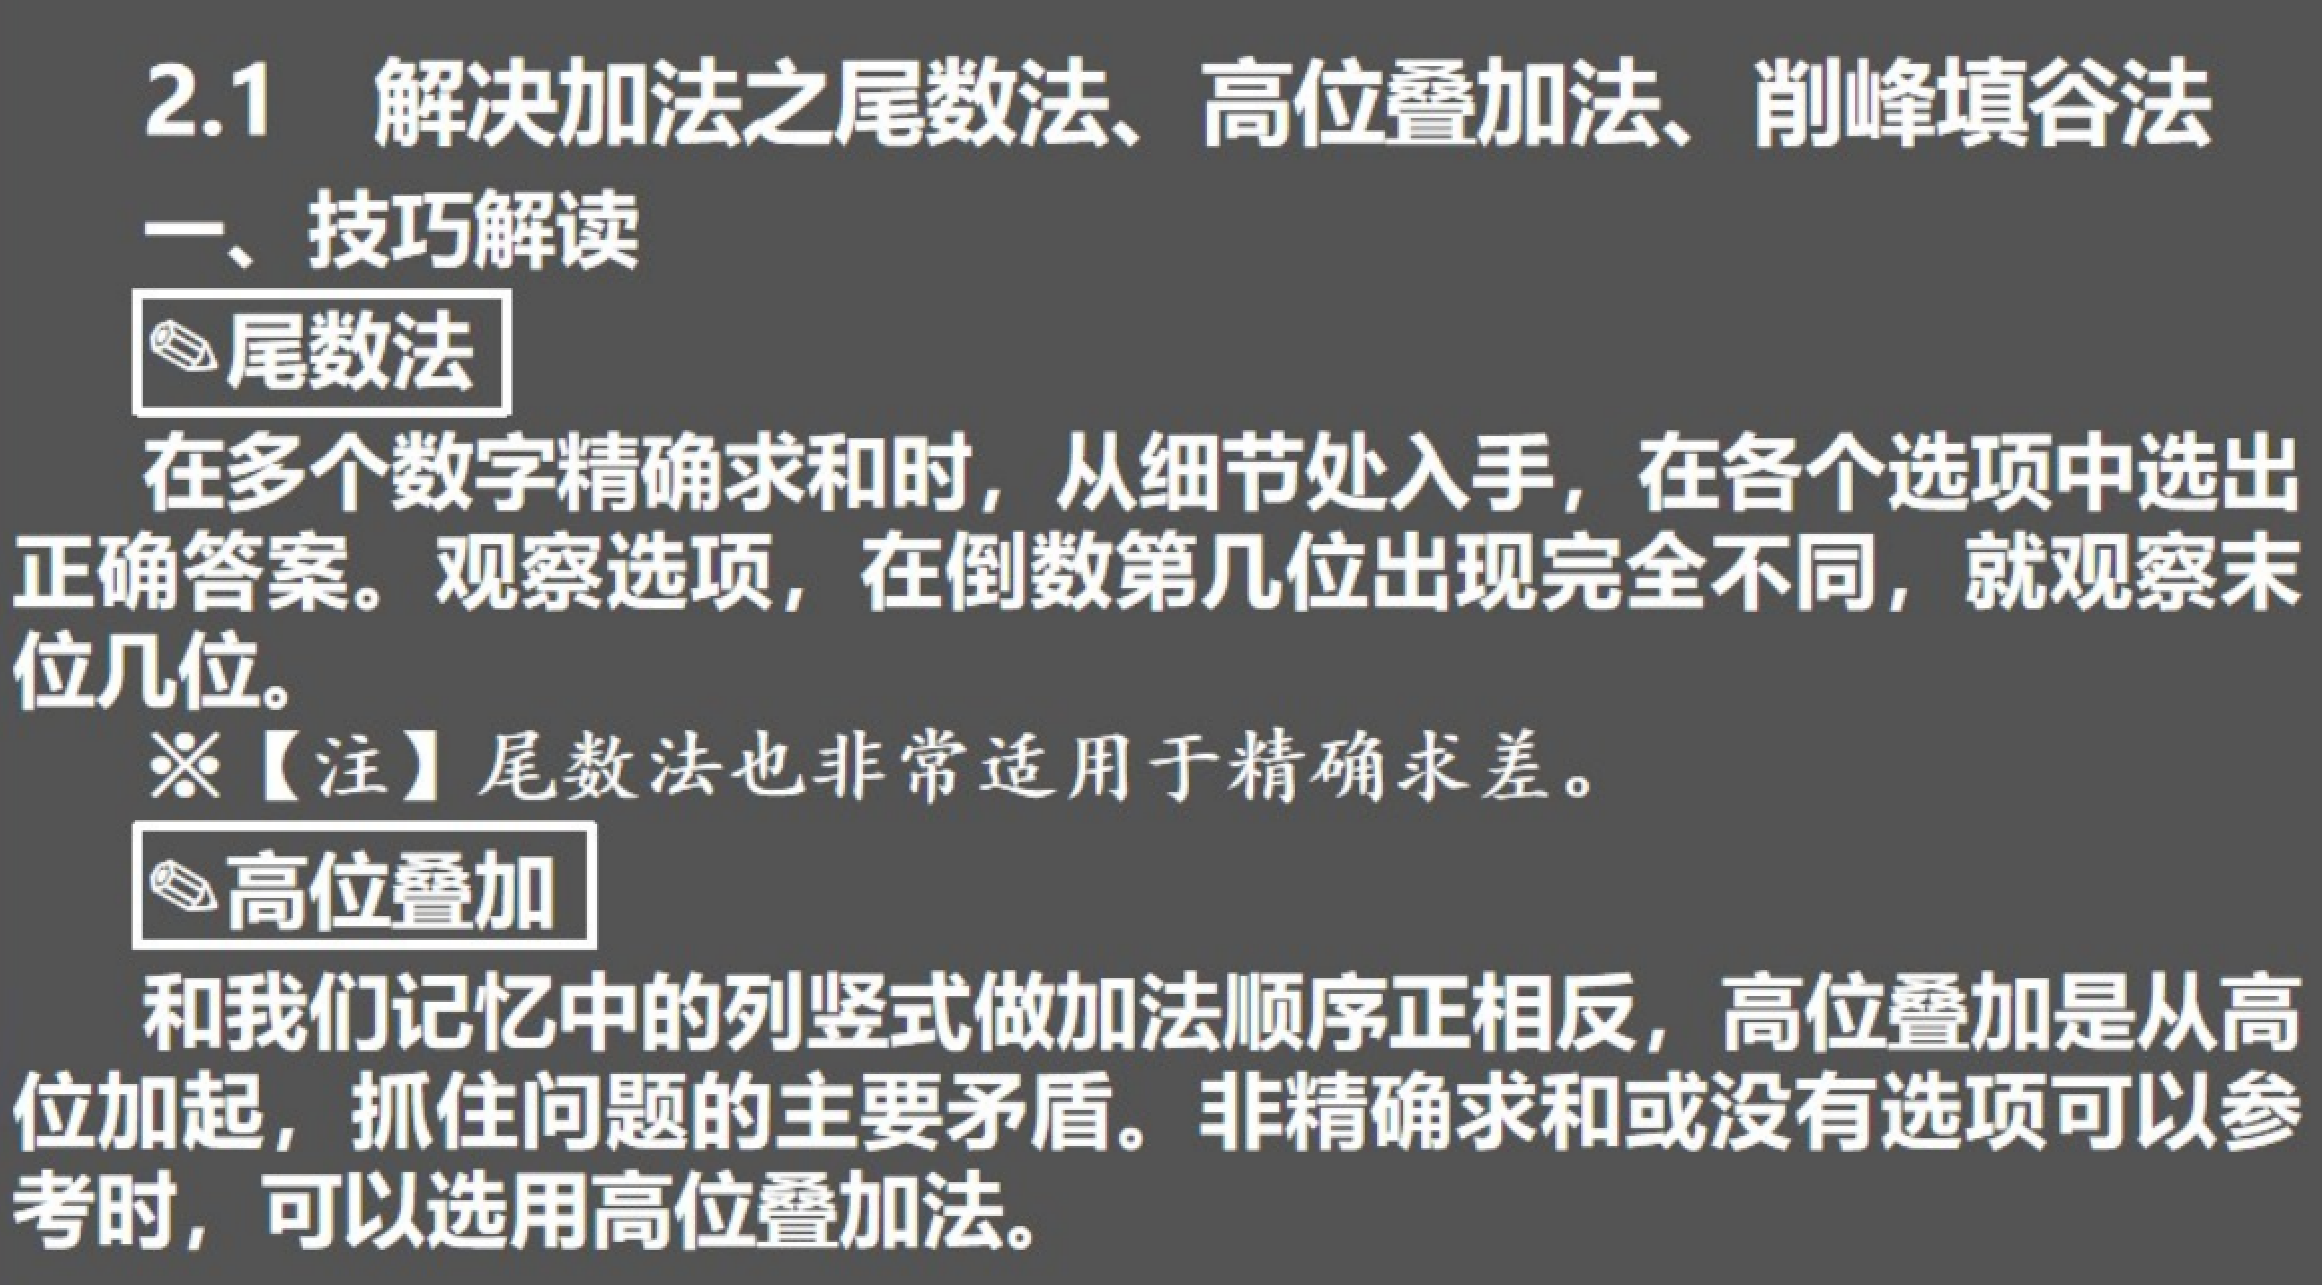 2.1 解决加法之尾数法、高位叠加法、削峰填谷法
一、技巧解读
✎尾数法
在多个数字精确求和时，从细节处入手，在各个选项中选出
正确答案。观察选项，在倒数第几位出现完全不同，就观察末
位几位。
※【注】尾数法也非常适用于精确求差。
✎高位叠加
和我们记忆中的列竖式做加法顺序正相反，高位叠加是从高
位加起，抓住问题的主要矛盾。非精确求和或没有选项可以参
考时，可以选用高位叠加法。